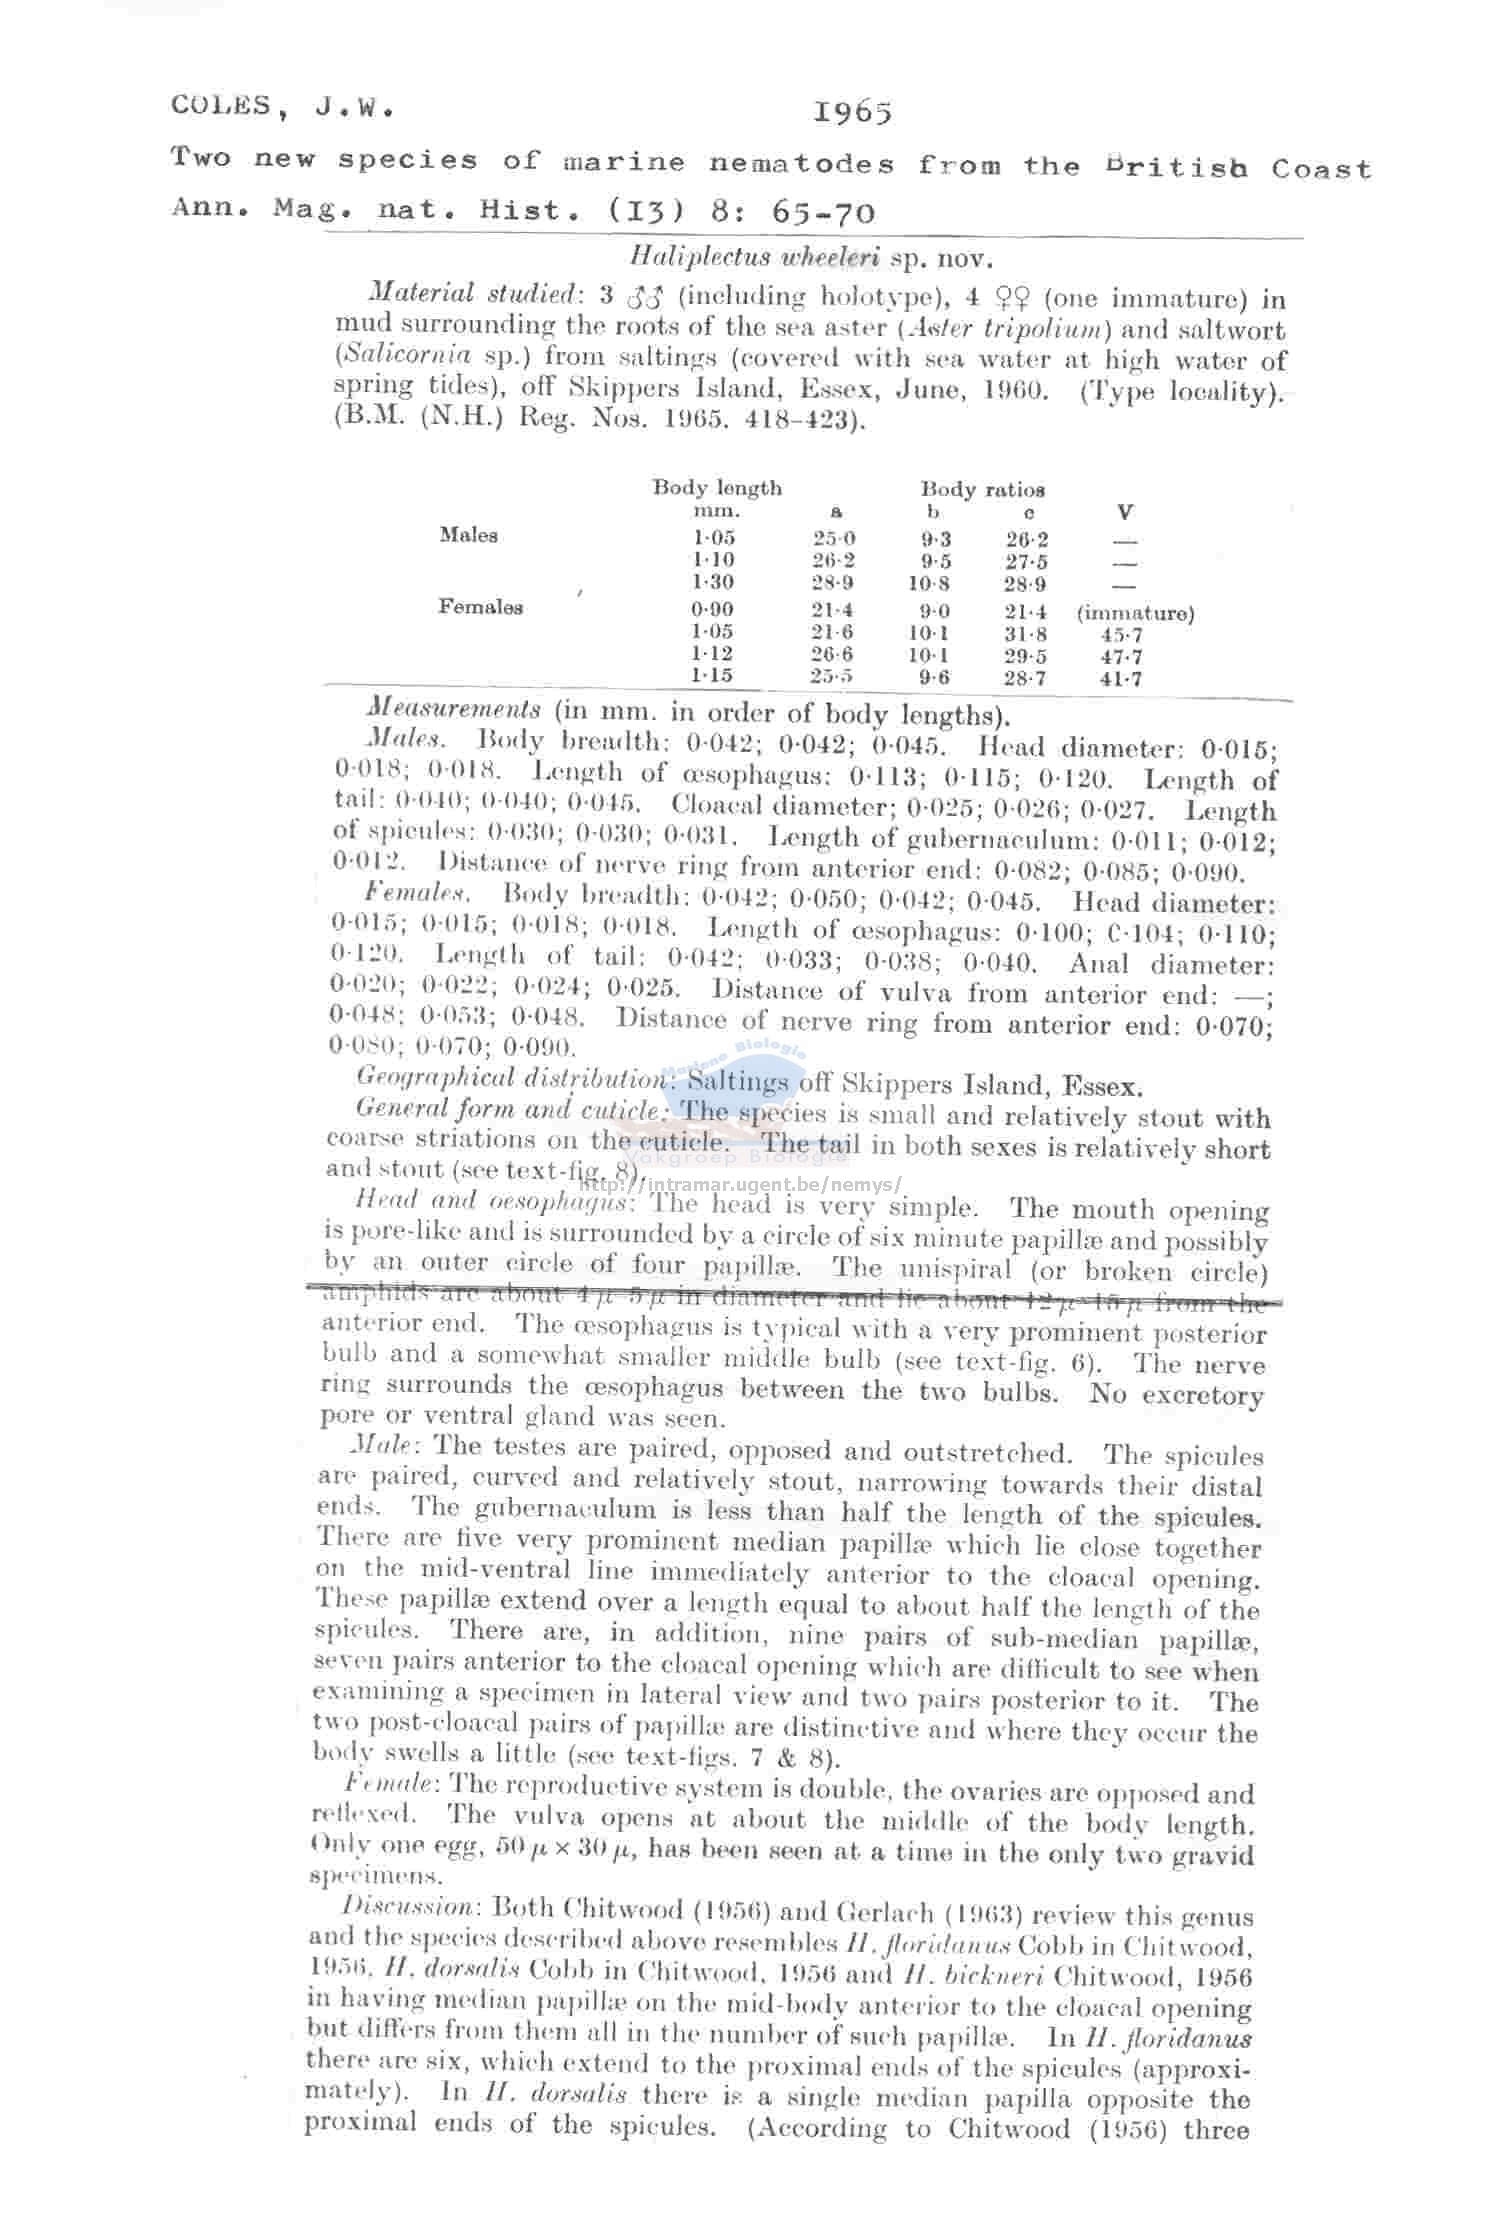 COLES, J.W. 1965
Two new species of marine nematodes from the British Coast
Ann. Mag. nat. Hist. (I3) 8: 65-70
Haliplectus wheeleri sp. nov.
Material studied: 3 ♂♂ (including holotype), 4 ♀♀ (one immature) in
mud surrounding the roots of the sea aster (Aster tripolium) and saltwort
(Salicornia sp.) from saltings (covered with sea water at high water of
spring tides), off Skippers Island, Essex, June, 1960. (Type locality).
(B.M. (N.H.) Reg. Nos. 1965. 418–423).
Body length Body ratios
mm. a b c V
Males 1·05 25·0 9·3 26·2 —
1·10 26·2 9·5 27·5 —
1·30 28·9 10·8 28·9 —
Females 0·90 21·4 9·0 21·4 (immature)
1·05 21·6 10·1 31·8 45·7
1·12 26·6 10·1 29·5 47·7
1·15 25·5 9·6 28·7 41·7
Measurements (in mm. in order of body lengths).
Males. Body breadth: 0·042; 0·042; 0·045. Head diameter: 0·015;
0·018; 0·018. Length of œsophagus: 0·113; 0·115; 0·120. Length of
tail: 0·040; 0·040; 0·045. Cloacal diameter; 0·025; 0·026; 0·027. Length
of spicules: 0·030; 0·030; 0·031. Length of gubernaculum: 0·011; 0·012;
0·012. Distance of nerve ring from anterior end: 0·082; 0·085; 0·090.
Females. Body breadth: 0·042; 0·050; 0·042; 0·045. Head diameter:
0·015; 0·015; 0·018; 0·018. Length of œsophagus: 0·100; C·104; 0·110;
0·120. Length of tail: 0·042; 0·033; 0·038; 0·040. Anal diameter:
0·020; 0·022; 0·024; 0·025. Distance of vulva from anterior end: —;
0·048; 0·053; 0·048. Distance of nerve ring from anterior end: 0·070;
0·080; 0·070; 0·090.
Mariene Biologie
Geographical distribution: Saltings off Skippers Island, Essex.
General form and cuticle: The species is small and relatively stout with
coarse striations on the cuticle. The tail in both sexes is relatively short
Vakgroep Biologie
and stout (see text-fig. 8).
http://intramar.ugent.be/nemys/
Head and oesophagus: The head is very simple. The mouth opening
is pore-like and is surrounded by a circle of six minute papillæ and possibly
by an outer circle of four papillæ. The unispiral (or broken circle)
amphids are about 4 μ–5 μ in diameter and lie about 12 μ–15 μ from the
anterior end. The œsophagus is typical with a very prominent posterior
bulb and a somewhat smaller middle bulb (see text-fig. 6). The nerve
ring surrounds the œsophagus between the two bulbs. No excretory
pore or ventral gland was seen.
Male: The testes are paired, opposed and outstretched. The spicules
are paired, curved and relatively stout, narrowing towards their distal
ends. The gubernaculum is less than half the length of the spicules.
There are five very prominent median papillæ which lie close together
on the mid-ventral line immediately anterior to the cloacal opening.
These papillæ extend over a length equal to about half the length of the
spicules. There are, in addition, nine pairs of sub-median papillæ,
seven pairs anterior to the cloacal opening which are difficult to see when
examining a specimen in lateral view and two pairs posterior to it. The
two post-cloacal pairs of papillæ are distinctive and where they occur the
body swells a little (see text-figs. 7 & 8).
Female: The reproductive system is double, the ovaries are opposed and
reflexed. The vulva opens at about the middle of the body length.
Only one egg, 50 μ × 30 μ, has been seen at a time in the only two gravid
specimens.
Discussion: Both Chitwood (1956) and Gerlach (1963) review this genus
and the species described above resembles H. floridanus Cobb in Chitwood,
1956, H. dorsalis Cobb in Chitwood, 1956 and H. bickneri Chitwood, 1956
in having median papillæ on the mid-body anterior to the cloacal opening
but differs from them all in the number of such papillæ. In H. floridanus
there are six, which extend to the proximal ends of the spicules (approxi-
mately). In H. dorsalis there is a single median papilla opposite the
proximal ends of the spicules. (According to Chitwood (1956) three